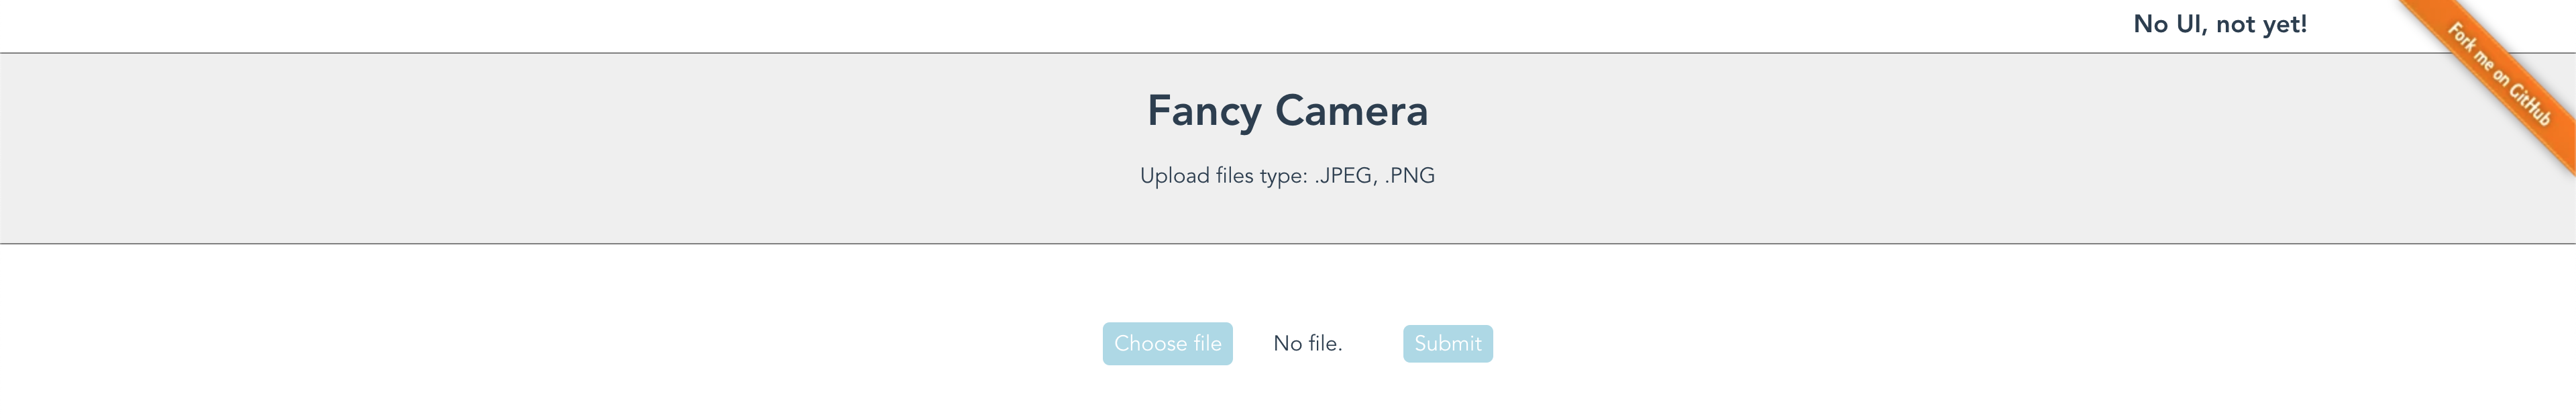 No UI, not yet!
Fork me on GitHub
Fancy Camera
Upload files type: .JPEG, .PNG
Choose file No file. Submit